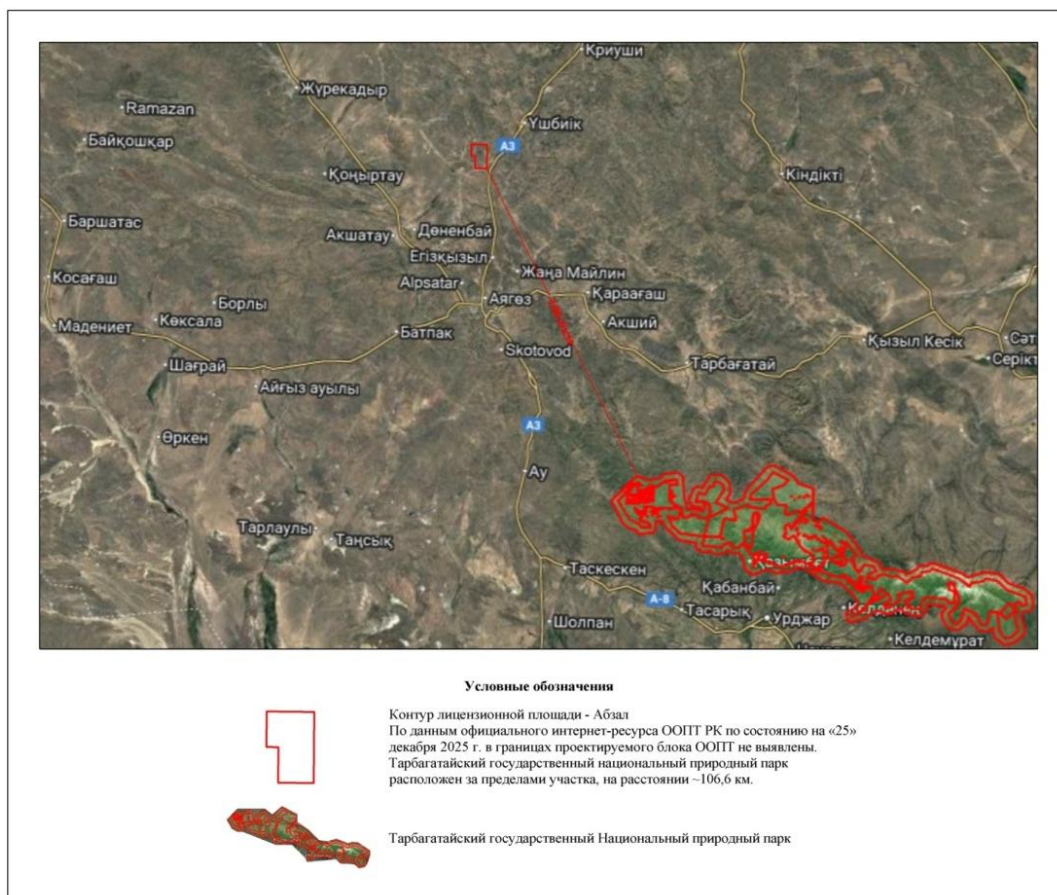 Криуши
Жүрекадыр
Ramazan
Үшбиік
Байқошқар
А3
Қоңыртау
Кіндікті
Баршатас
Дөненбай
Акшатау
Егізқызыл
Жаңа Майлин
Косағаш
Alpsatar
Қараағаш
Борлы
Аягөз
Көксала
Акший
Мадениет
Батпак
Skotovod
Қызыл Кесік
Сәт
Шағрай
Тарбағатай
Серікт
Айғыз ауылы
А3
Өркен
Ау
Тарлаулы
Таңсық
Таскескен
Қабанбай
А-8
Тасарық
Шолпан
Урджар
Келдемұрат
Условные обозначения
Контур лицензионной площади - Абзал
По данным официального интернет-ресурса ООПТ РК по состоянию на «25»
декабря 2025 г. в границах проектируемого блока ООПТ не выявлены.
Тарбагатайский государственный национальный природный парк
расположен за пределами участка, на расстоянии ~106,6 км.
Тарбагатайский государственный Национальный природный парк